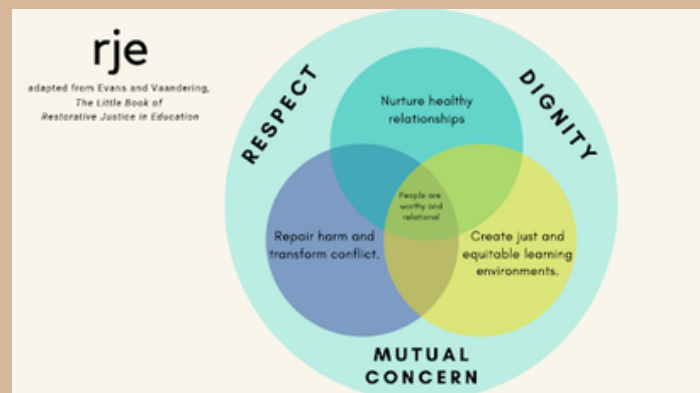 rje
adapted from Evans and Vaandering,
The Little Book of
Restorative Justice in Education
RESPECT
DIGNITY
Nurture healthy
relationships
People are
worthy and
relational
Repair harm and
transform conflict.
Create just and
equitable learning
environments.
MUTUAL
CONCERN